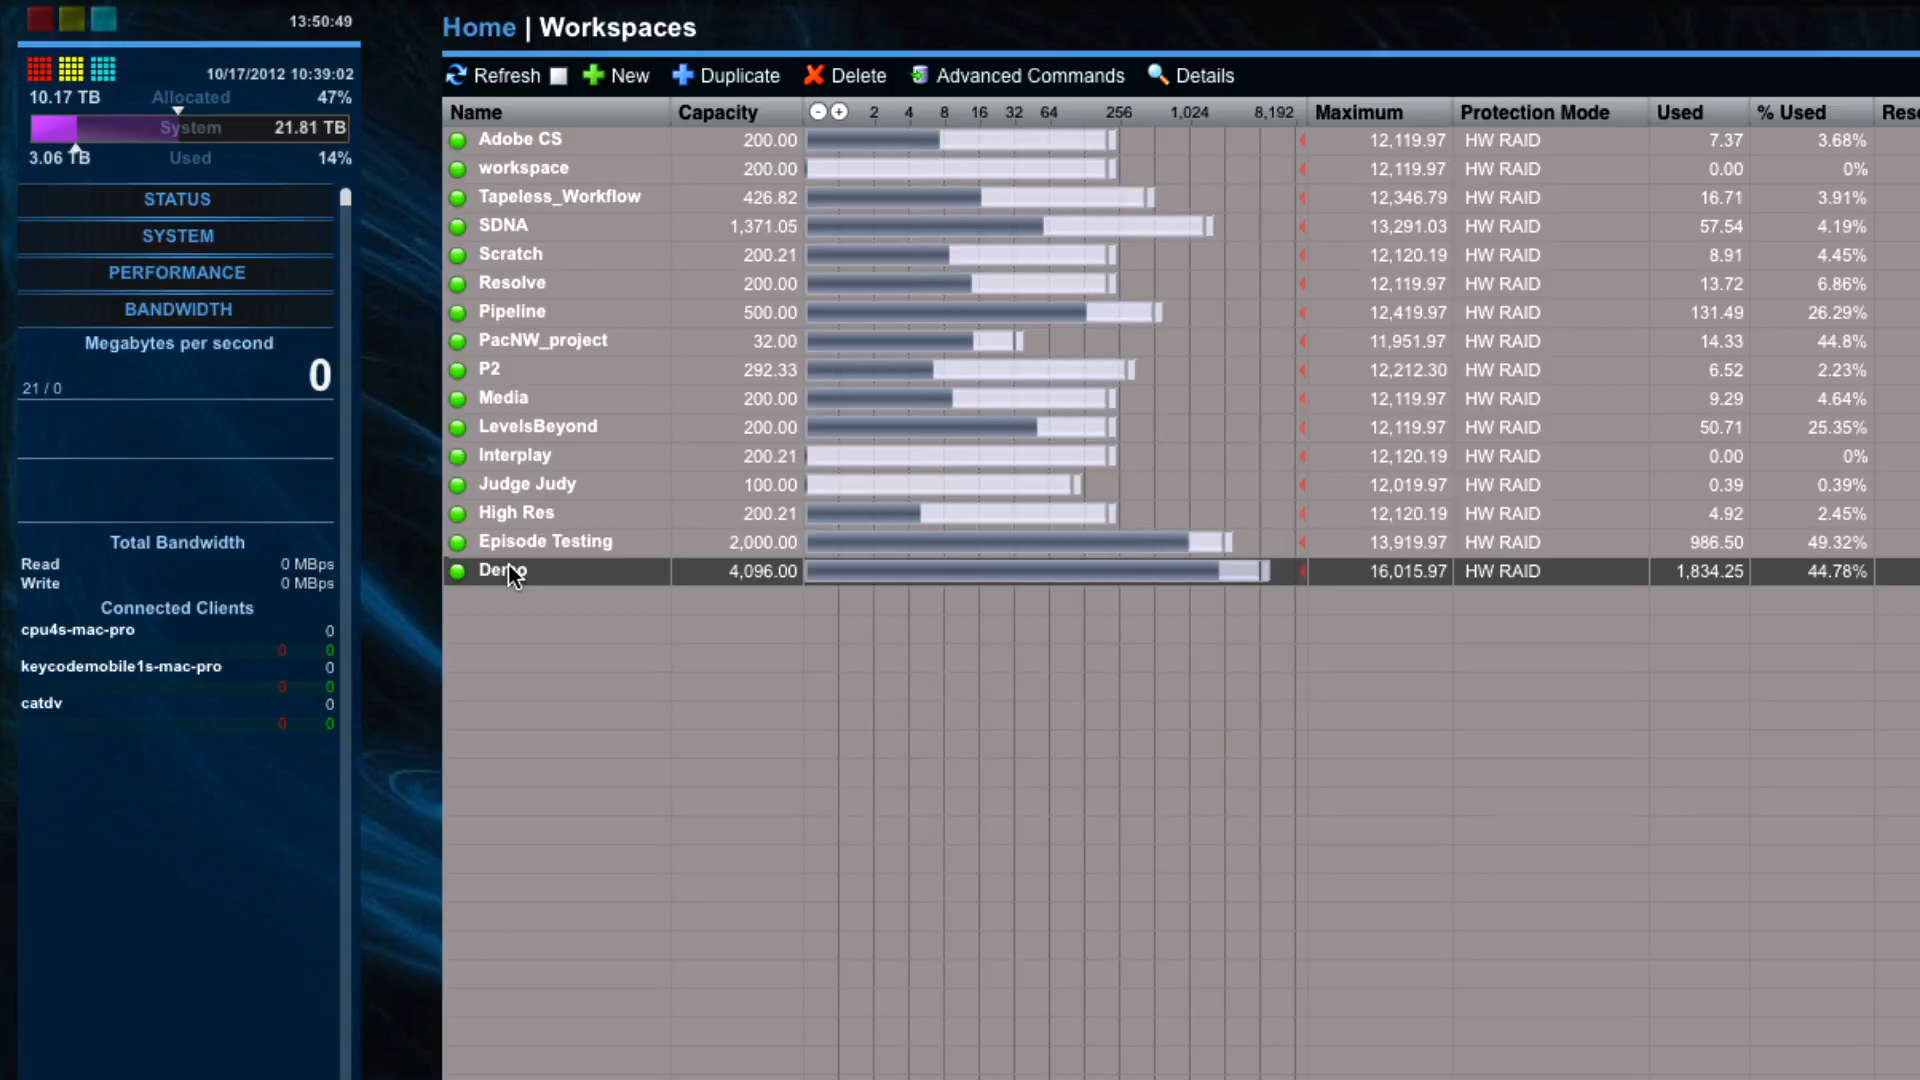 13:50:49
10/17/2012 10:39:02
10.17 TB Allocated 47%
System 21.81 TB
3.06 TB Used 14%
STATUS
SYSTEM
PERFORMANCE
BANDWIDTH
Megabytes per second
0
21 / 0
Total Bandwidth
Read 0 MBps
Write 0 MBps
Connected Clients
cpu4s-mac-pro 0
0 0
keycodemobile1s-mac-pro 0
0 0
catdv 0
0 0
Home | Workspaces
Refresh New Duplicate Delete Advanced Commands Details
Name Capacity - + 2 4 8 16 32 64 256 1,024 8,192 Maximum Protection Mode Used % Used Rese
Adobe CS 200.00 12,119.97 HW RAID 7.37 3.68%
workspace 200.00 12,119.97 HW RAID 0.00 0%
Tapeless_Workflow 426.82 12,346.79 HW RAID 16.71 3.91%
SDNA 1,371.05 13,291.03 HW RAID 57.54 4.19%
Scratch 200.21 12,120.19 HW RAID 8.91 4.45%
Resolve 200.00 12,119.97 HW RAID 13.72 6.86%
Pipeline 500.00 12,419.97 HW RAID 131.49 26.29%
PacNW_project 32.00 11,951.97 HW RAID 14.33 44.8%
P2 292.33 12,212.30 HW RAID 6.52 2.23%
Media 200.00 12,119.97 HW RAID 9.29 4.64%
LevelsBeyond 200.00 12,119.97 HW RAID 50.71 25.35%
Interplay 200.21 12,120.19 HW RAID 0.00 0%
Judge Judy 100.00 12,019.97 HW RAID 0.39 0.39%
High Res 200.21 12,120.19 HW RAID 4.92 2.45%
Episode Testing 2,000.00 13,919.97 HW RAID 986.50 49.32%
Demo 4,096.00 16,015.97 HW RAID 1,834.25 44.78%